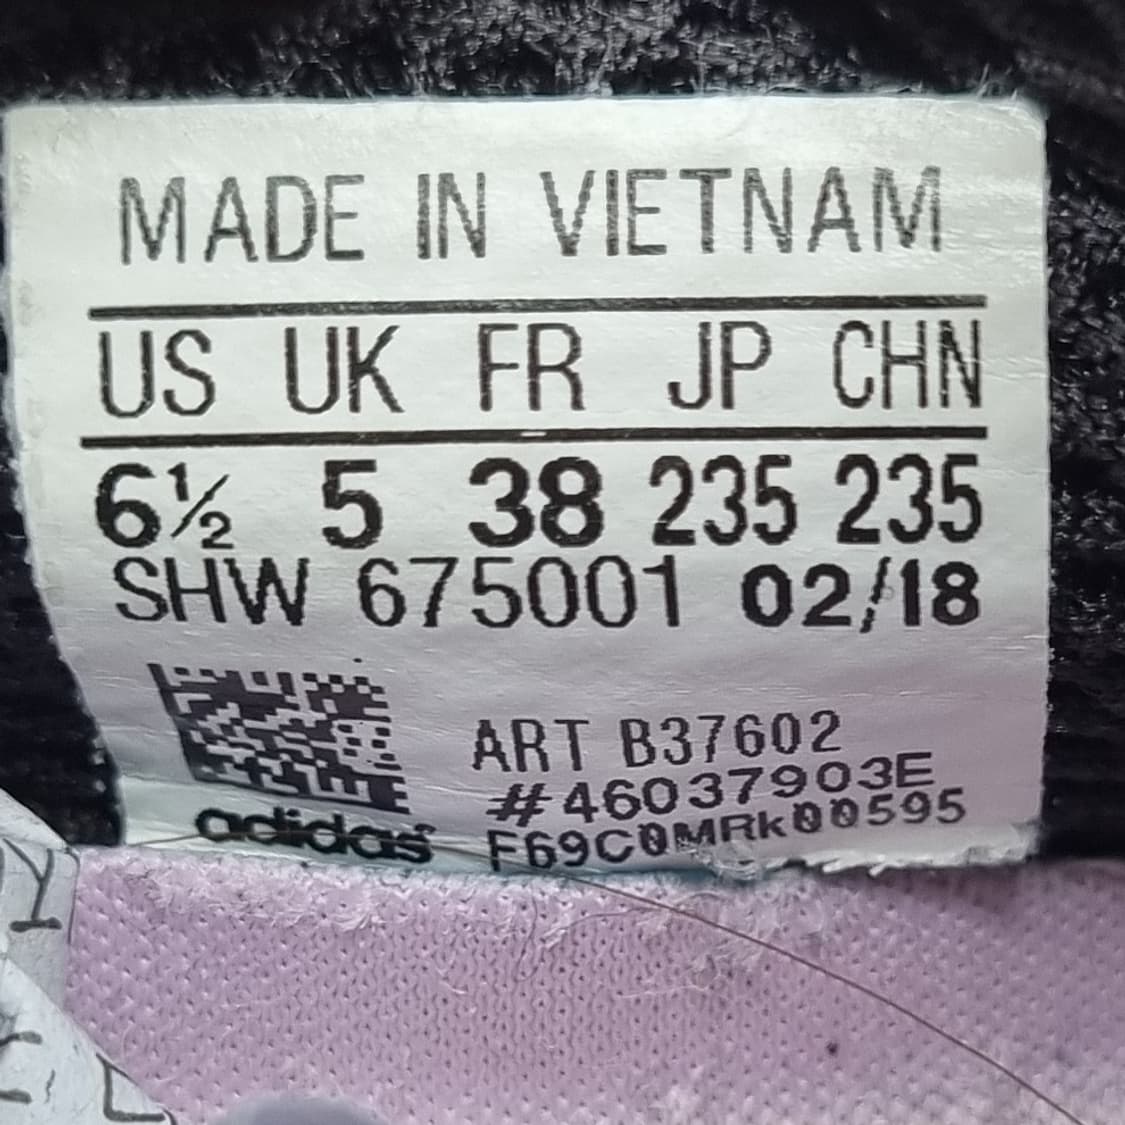 MADE IN VIETNAM
US UK FR JP CHN
6½ 5 38 235 235
SHW 675001 02/18
ART B37602
#46037903E
adidas F69C0MRk00595
Y